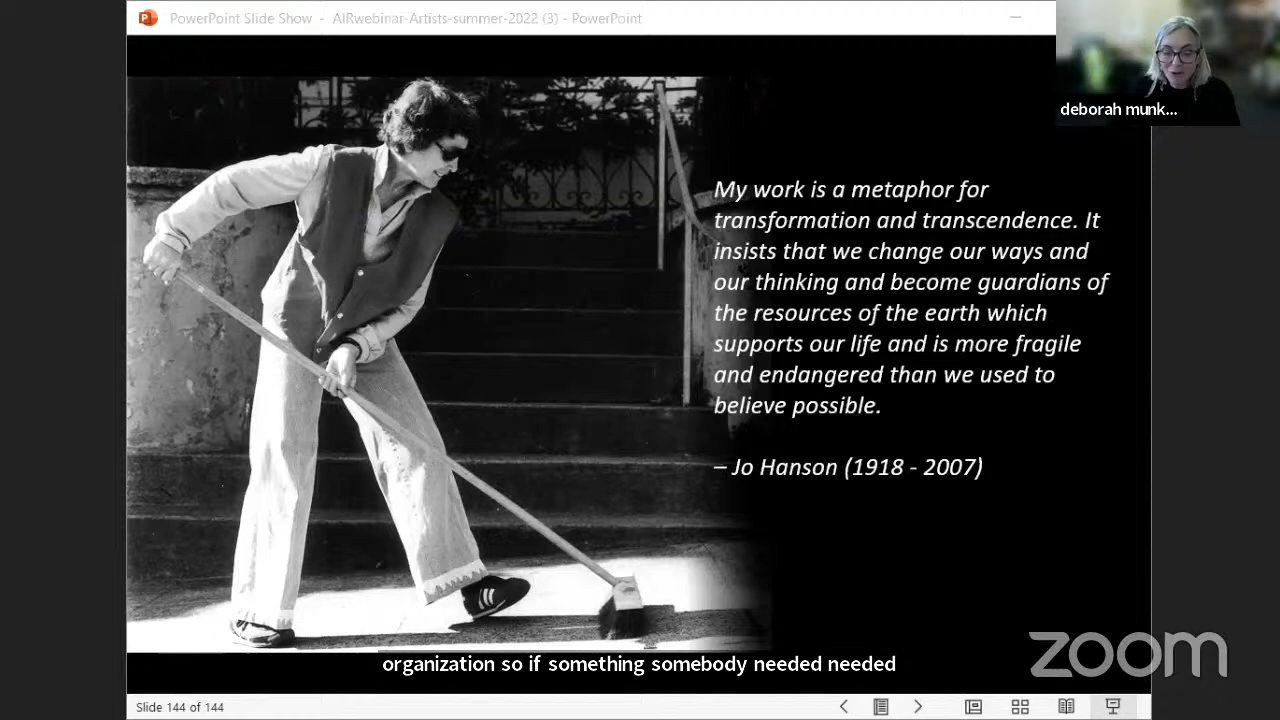 PowerPoint Slide Show - AIRwebinar-Artists-summer-2022 (3) - PowerPoint
deborah munk...
My work is a metaphor for
transformation and transcendence. It
insists that we change our ways and
our thinking and become guardians of
the resources of the earth which
supports our life and is more fragile
and endangered than we used to
believe possible.
– Jo Hanson (1918 - 2007)
organization so if something somebody needed needed
zoom
Slide 144 of 144